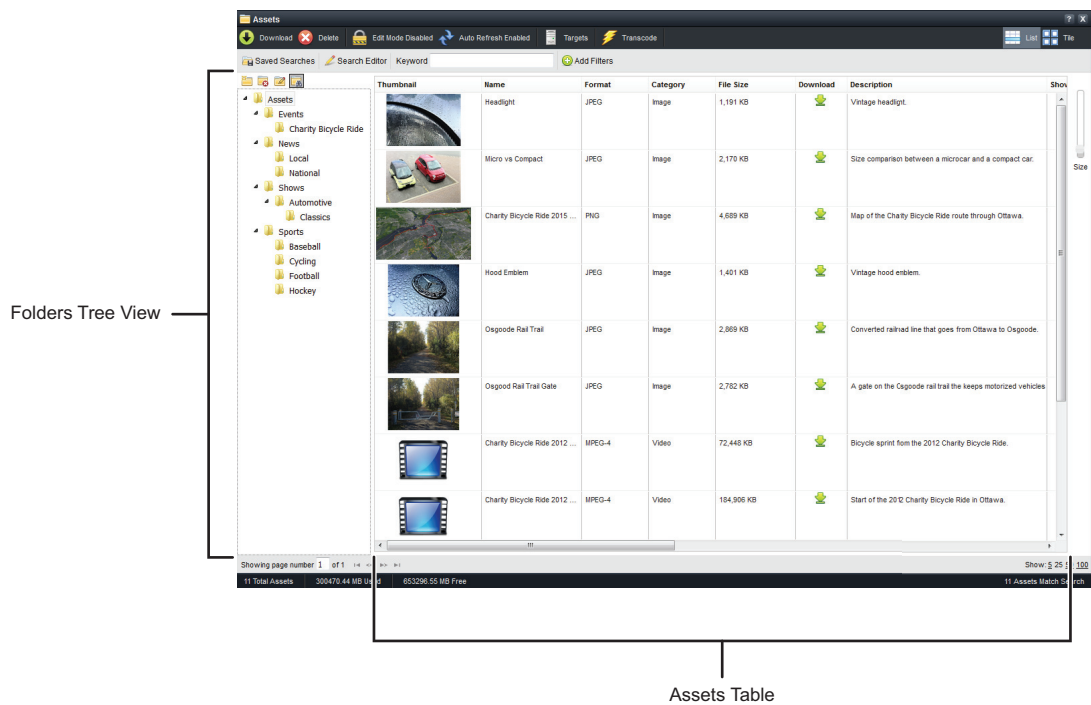 Assets
? X
Download Delete Edit Mode Disabled Auto Refresh Enabled Targets Transcode List Tile
Saved Searches Search Editor Keyword Add Filters
Thumbnail Name Format Category File Size Download Description Shov
Assets
Events
Charity Bicycle Ride
News
Local
National
Shows
Automotive
Classics
Sports
Baseball
Cycling
Football
Hockey
Headlight JPEG Image 1,191 KB Vintage headlight.
Micro vs Compact JPEG Image 2,170 KB Size comparison between a microcar and a compact car.
Size
Charity Bicycle Ride 2015 ... PNG Image 4,689 KB Map of the Charity Bicycle Ride route through Ottawa.
Hood Emblem JPEG Image 1,401 KB Vintage hood emblem.
Osgoode Rail Trail JPEG Image 2,869 KB Converted railroad line that goes from Ottawa to Osgoode.
Osgood Rail Trail Gate JPEG Image 2,782 KB A gate on the Osgoode rail trail the keeps motorized vehicles
Charity Bicycle Ride 2012 ... MPEG-4 Video 72,448 KB Bicycle sprint from the 2012 Charity Bicycle Ride.
Charity Bicycle Ride 2012 ... MPEG-4 Video 184,906 KB Start of the 2012 Charity Bicycle Ride in Ottawa.
Showing page number 1 of 1 Show: 5 25 100
11 Total Assets 300470.44 MB Used 653296.55 MB Free 11 Assets Match Search
Folders Tree View
Assets Table